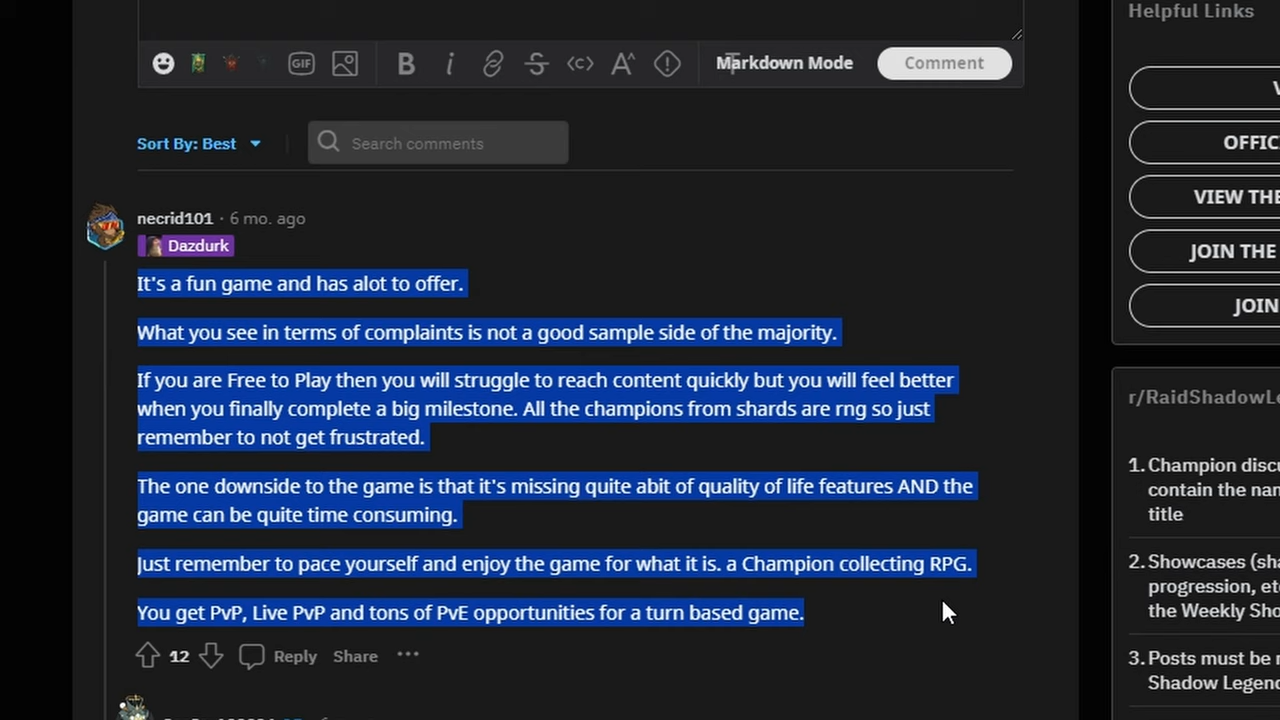 Helpful Links
GIF
B
i
Markdown Mode
Comment
V
OFFIC
Sort By: Best
Search comments
VIEW THE
necrid101 · 6 mo. ago
Dazdurk
JOIN THE
It's a fun game and has alot to offer.
JOIN
What you see in terms of complaints is not a good sample side of the majority.
If you are Free to Play then you will struggle to reach content quickly but you will feel better
when you finally complete a big milestone. All the champions from shards are rng so just
remember to not get frustrated.
r/RaidShadowLe
The one downside to the game is that it's missing quite abit of quality of life features AND the
game can be quite time consuming.
1. Champion discu
contain the nam
title
Just remember to pace yourself and enjoy the game for what it is. a Champion collecting RPG.
2. Showcases (sha
progression, etc
the Weekly Sho
You get PvP, Live PvP and tons of PvE opportunities for a turn based game.
12
Reply
Share
3. Posts must be r
Shadow Legend